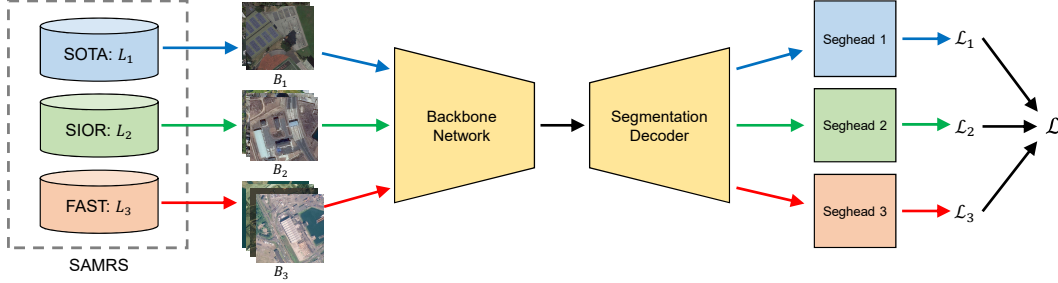 SOTA: L₁
SIOR: L₂
FAST: L₃
SAMRS
B₁
B₂
B₃
Backbone
Network
Segmentation
Decoder
Seghead 1
Seghead 2
Seghead 3
ℒ₁
ℒ₂
ℒ₃
ℒ